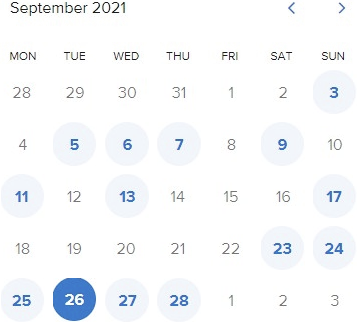 September 2021
MON TUE WED THU FRI SAT SUN
28 29 30 31 1 2 3
4 5 6 7 8 9 10
11 12 13 14 15 16 17
18 19 20 21 22 23 24
25 26 27 28 1 2 3